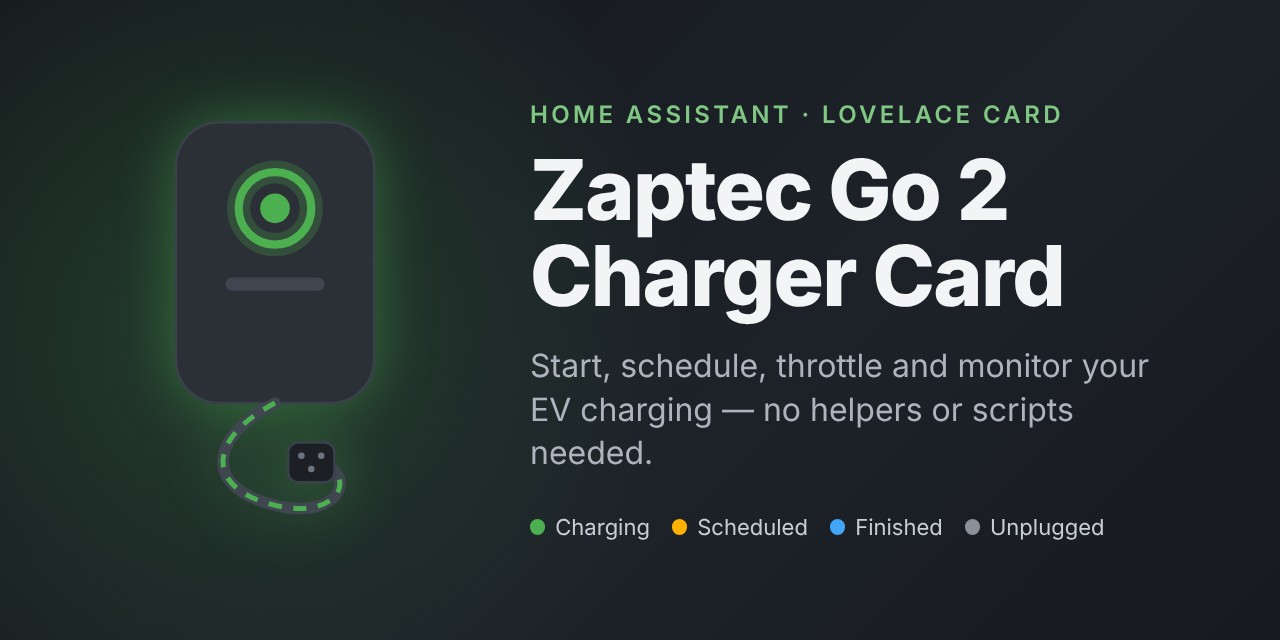 HOME ASSISTANT · LOVELACE CARD
Zaptec Go 2
Charger Card
Start, schedule, throttle and monitor your
EV charging — no helpers or scripts
needed.
Charging Scheduled Finished Unplugged